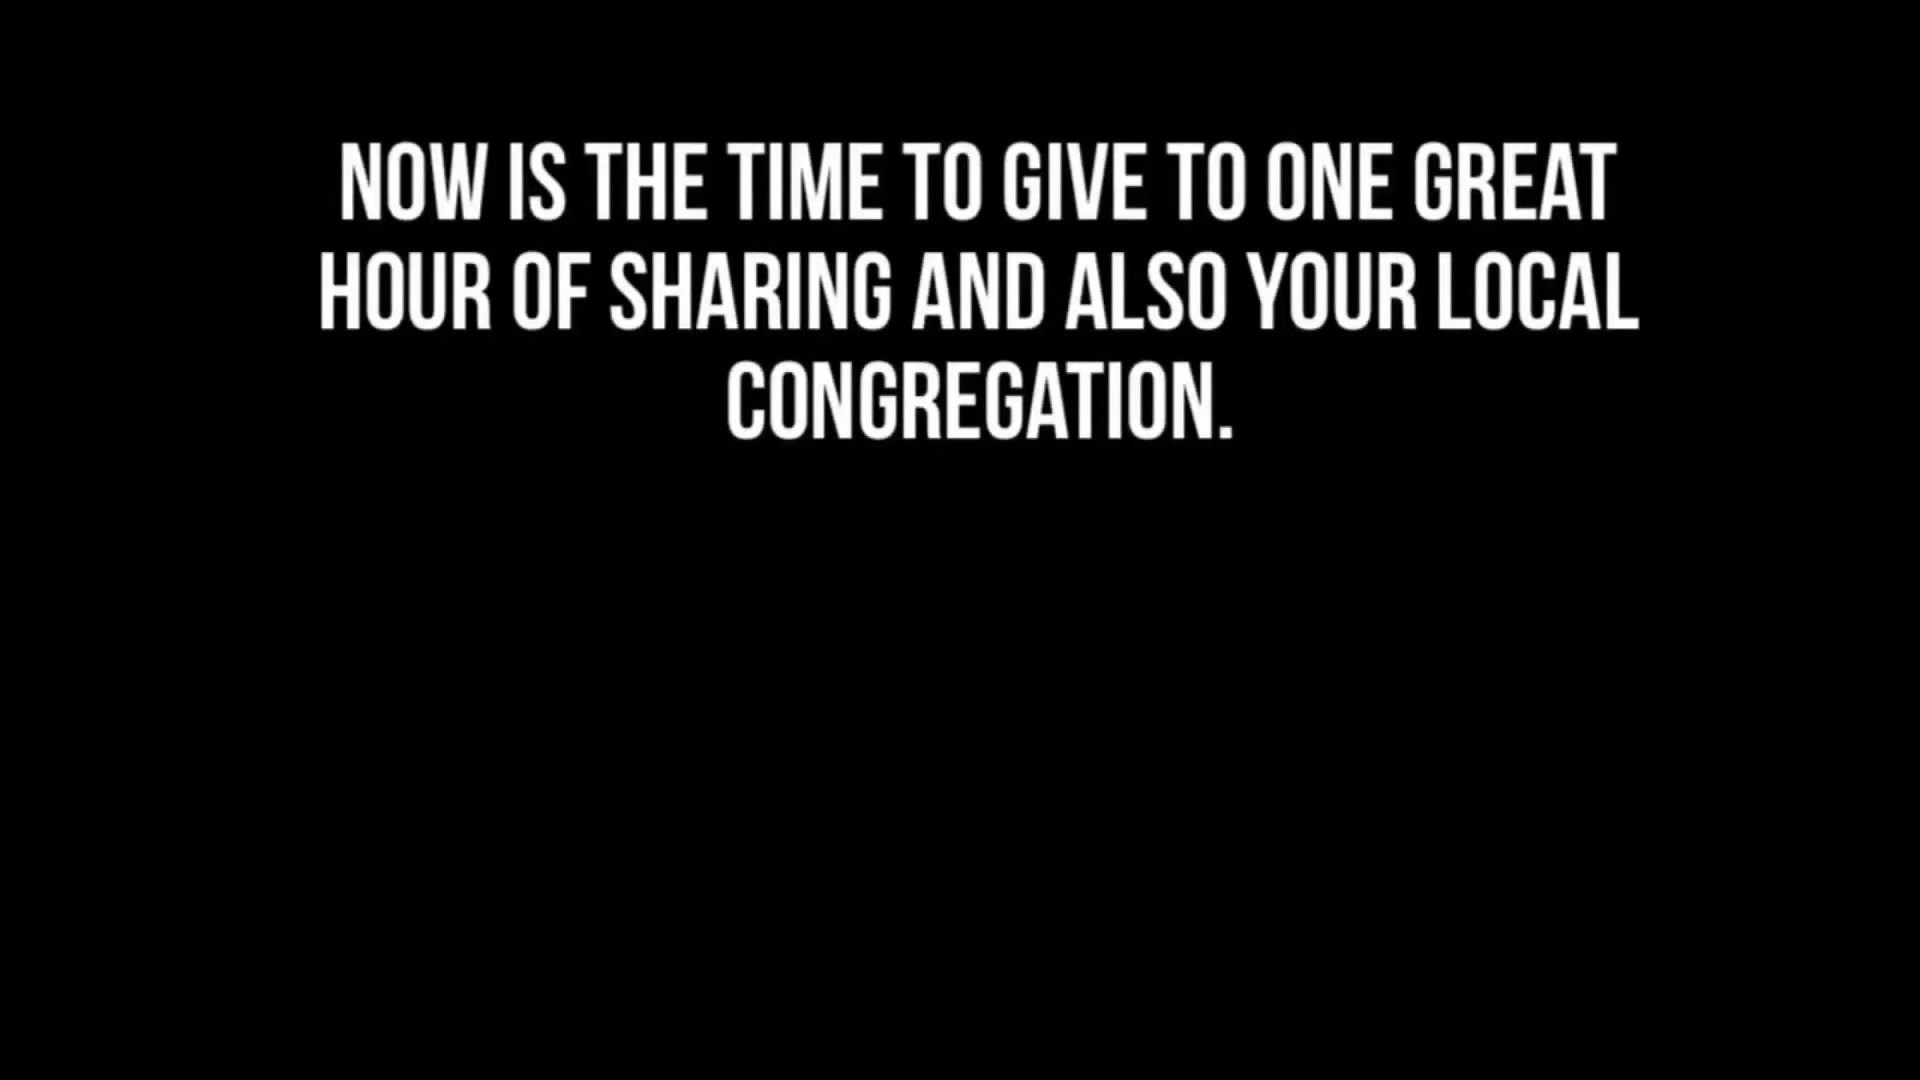 NOW IS THE TIME TO GIVE TO ONE GREAT
HOUR OF SHARING AND ALSO YOUR LOCAL
CONGREGATION.